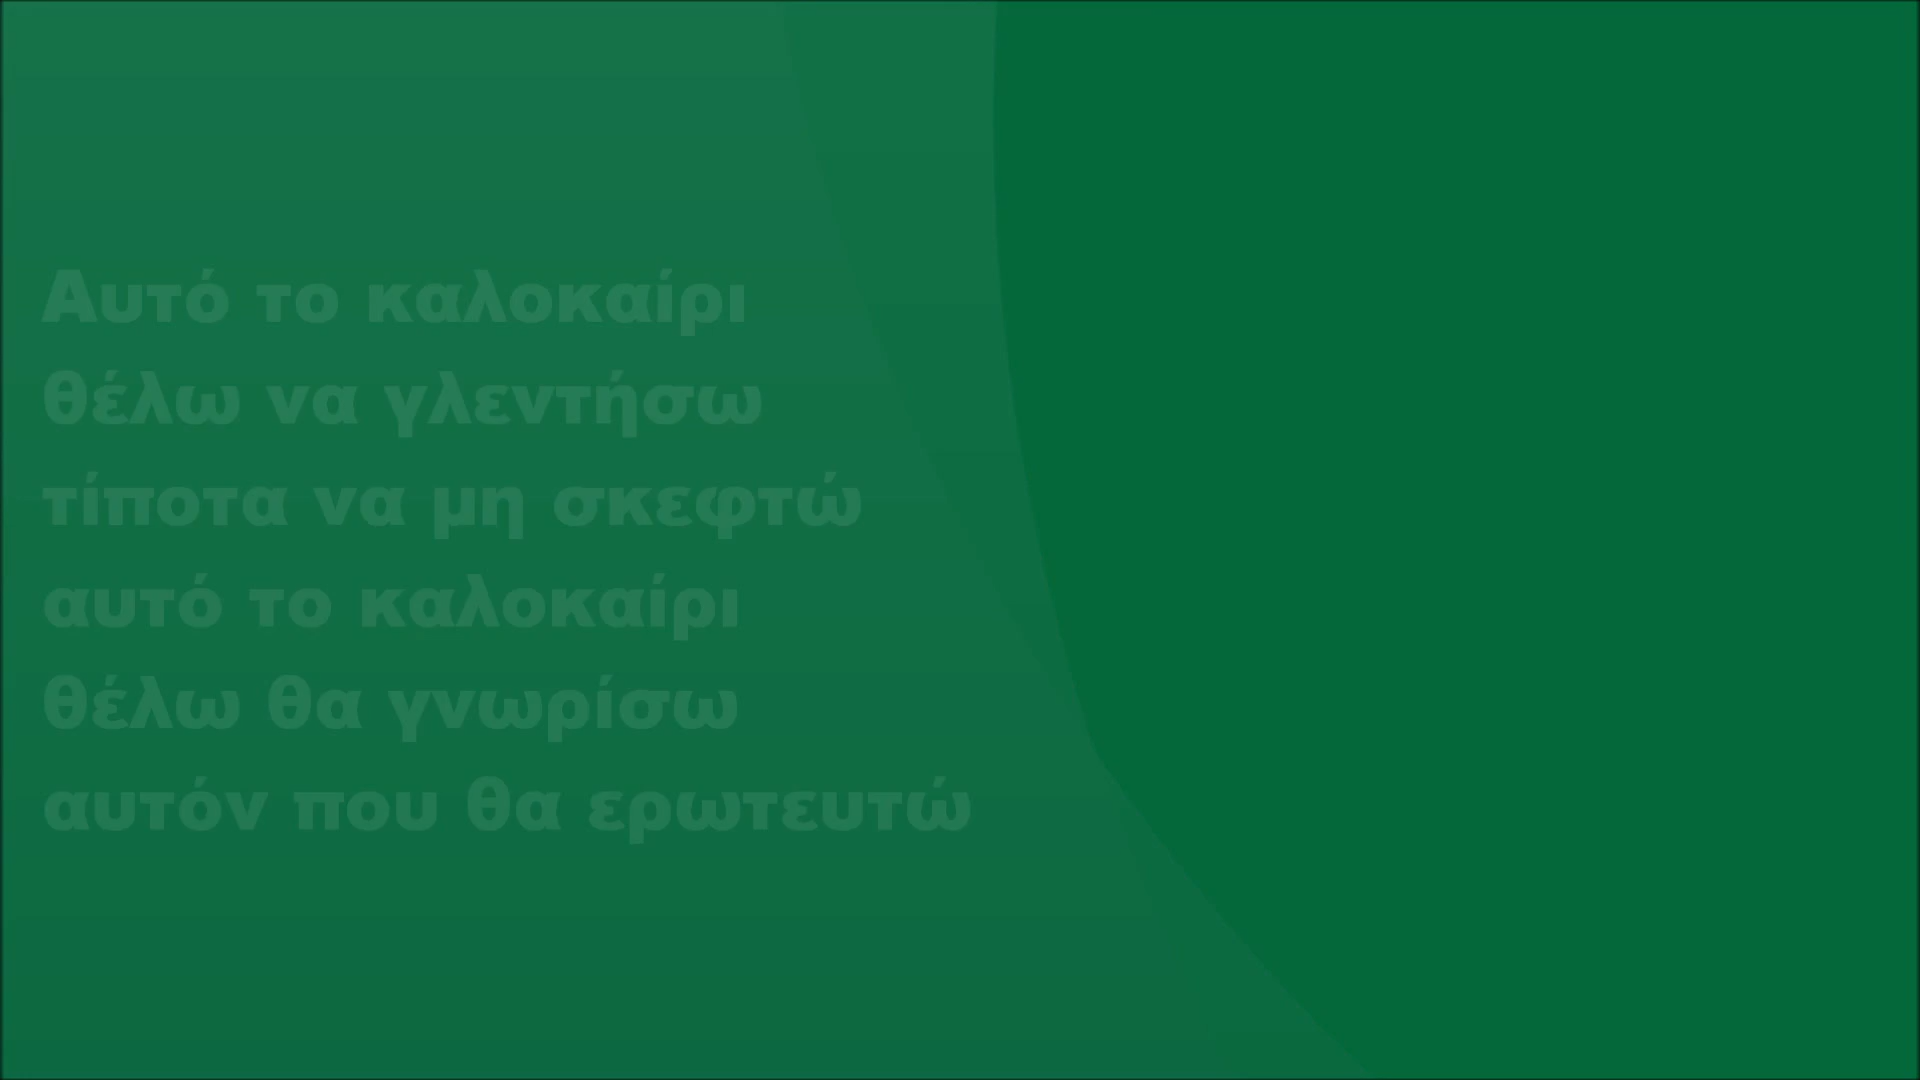 Αυτό το καλοκαίρι
θέλω να γλεντήσω
τίποτα να μη σκεφτώ
αυτό το καλοκαίρι
θέλω θα γνωρίσω
αυτόν που θα ερωτευτώ